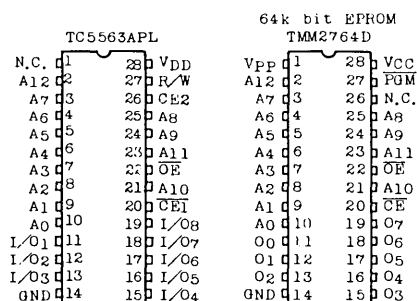 64k bit EPROM
TC5563APL TMM2764D
N.C. 1 28 VDD VPP 1 28 VCC
A12 2 27 R/W A12 2 27 PGM
A7 3 26 CE2 A7 3 26 N.C.
A6 4 25 A8 A6 4 25 A8
A5 5 24 A9 A5 5 24 A9
A4 6 23 A11 A4 6 23 A11
A3 7 22 OE A3 7 22 OE
A2 8 21 A10 A2 8 21 A10
A1 9 20 CE1 A1 9 20 CE
A0 10 19 I/O8 A0 10 19 O7
I/O1 11 18 I/O7 O0 11 18 O6
I/O2 12 17 I/O6 O1 12 17 O5
I/O3 13 16 I/O5 O2 13 16 O4
GND 14 15 I/O4 GND 14 15 O3